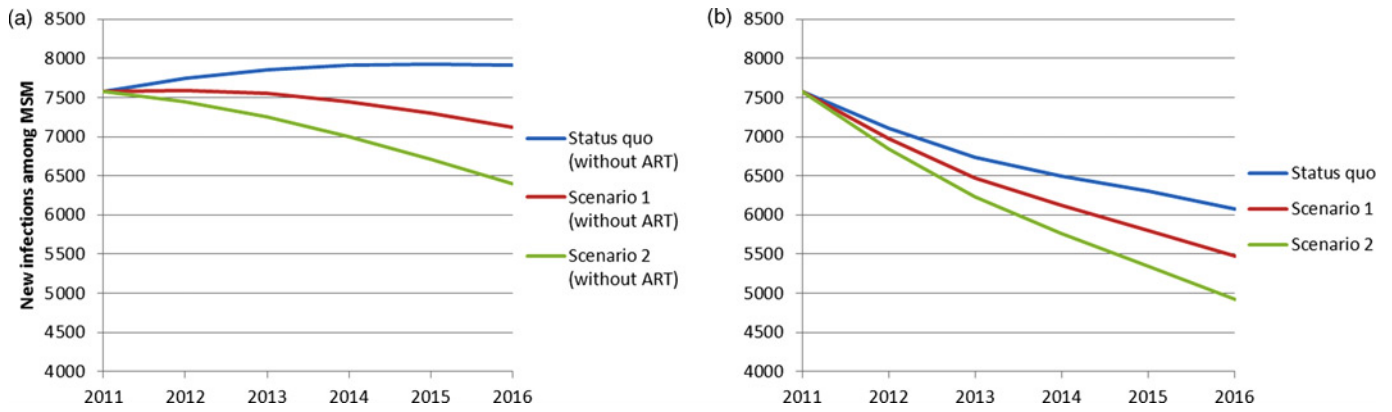 (a)
New infections among MSM
8500
8000
7500
7000
6500
6000
5500
5000
4500
4000
2011 2012 2013 2014 2015 2016
Status quo
(without ART)
Scenario 1
(without ART)
Scenario 2
(without ART)
(b)
8500
8000
7500
7000
6500
6000
5500
5000
4500
4000
2011 2012 2013 2014 2015 2016
Status quo
Scenario 1
Scenario 2